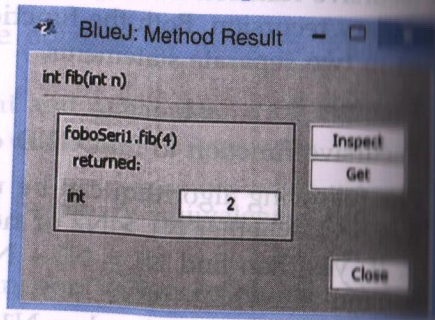 BlueJ: Method Result
int fib(int n)
foboSeri1.fib(4)
returned:
int
2
Inspect
Get
Close